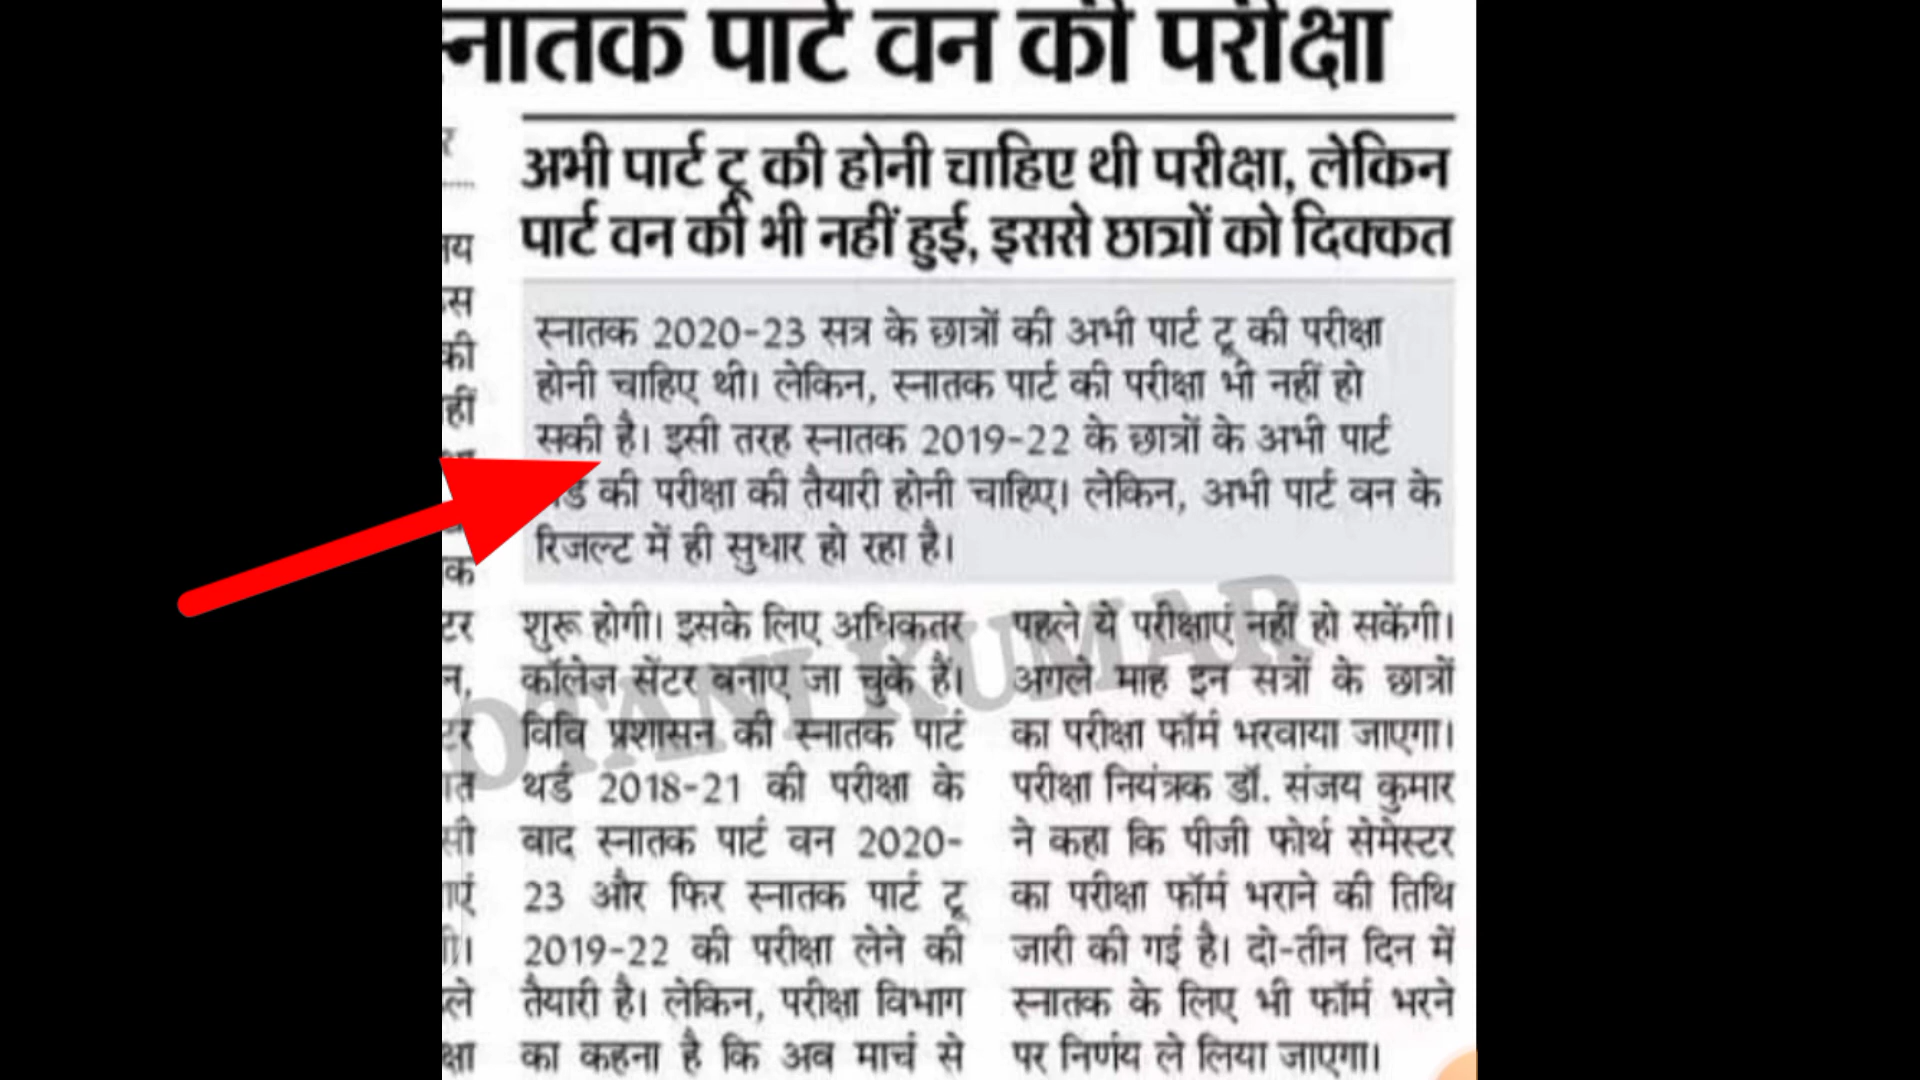 स्नातक पार्ट वन की परीक्षा
अभी पार्ट टू की होनी चाहिए थी परीक्षा, लेकिन
पार्ट वन की भी नहीं हुई, इससे छात्रों को दिक्कत
स्नातक 2020-23 सत्र के छात्रों की अभी पार्ट टू की परीक्षा
होनी चाहिए थी। लेकिन, स्नातक पार्ट की परीक्षा भी नहीं हो
सकी है। इसी तरह स्नातक 2019-22 के छात्रों के अभी पार्ट
की परीक्षा की तैयारी होनी चाहिए। लेकिन, अभी पार्ट वन के
रिजल्ट में ही सुधार हो रहा है।
शुरू होगी। इसके लिए अधिकतर
कॉलेज सेंटर बनाए जा चुके हैं।
विवि प्रशासन की स्नातक पार्ट
थर्ड 2018-21 की परीक्षा के
बाद स्नातक पार्ट वन 2020-
23 और फिर स्नातक पार्ट टू
2019-22 की परीक्षा लेने की
तैयारी है। लेकिन, परीक्षा विभाग
का कहना है कि अब मार्च से
पहले ये परीक्षाएं नहीं हो सकेंगी।
अगले माह इन सत्रों के छात्रों
का परीक्षा फॉर्म भरवाया जाएगा।
परीक्षा नियंत्रक डॉ. संजय कुमार
ने कहा कि पीजी फोर्थ सेमेस्टर
का परीक्षा फॉर्म भराने की तिथि
जारी की गई है। दो-तीन दिन में
स्नातक के लिए भी फॉर्म भरने
पर निर्णय ले लिया जाएगा।
OTANI KUMAR